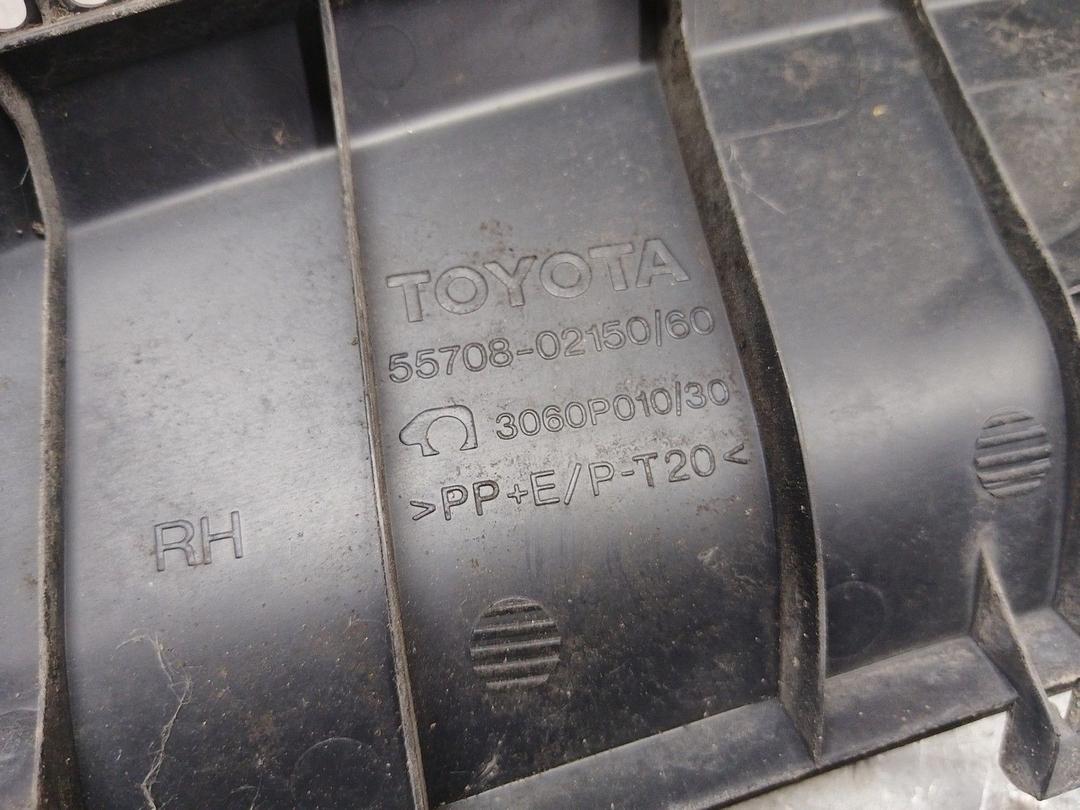 TOYOTA
55708-02150/60
3060P010/30
>PP+E/P-T20<
RH